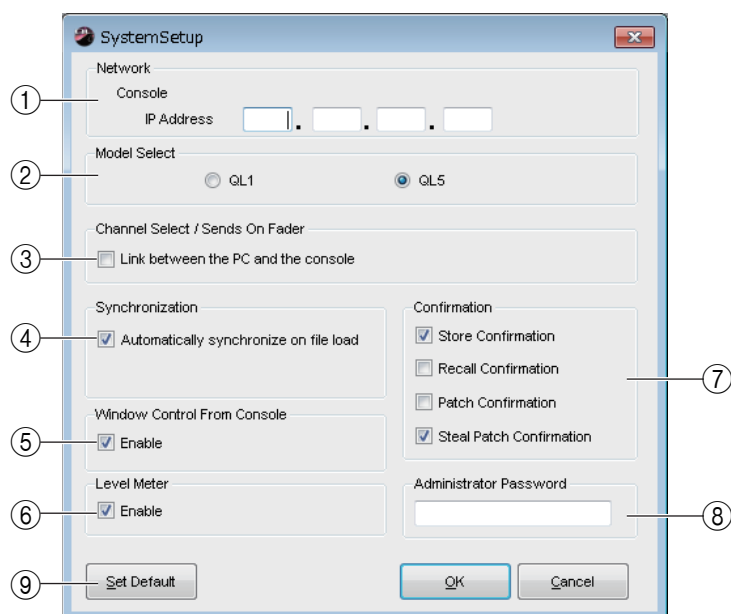 SystemSetup
Network
① Console
IP Address . . .
Model Select
② QL1 QL5
Channel Select / Sends On Fader
③ Link between the PC and the console
Synchronization
④ Automatically synchronize on file load
Confirmation
Store Confirmation
Recall Confirmation
⑦
Patch Confirmation
Steal Patch Confirmation
Window Control From Console
⑤ Enable
Level Meter
⑥ Enable
Administrator Password
⑧
⑨ Set Default OK Cancel